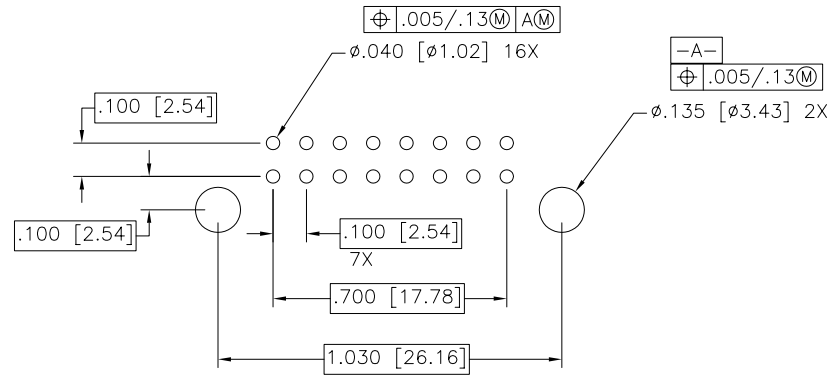 ⌖ .005/.13Ⓜ AⓂ
ø.040 [ø1.02] 16X
-A-
⌖ .005/.13Ⓜ
ø.135 [ø3.43] 2X
.100 [2.54]
.100 [2.54]
.100 [2.54]
7X
.700 [17.78]
1.030 [26.16]